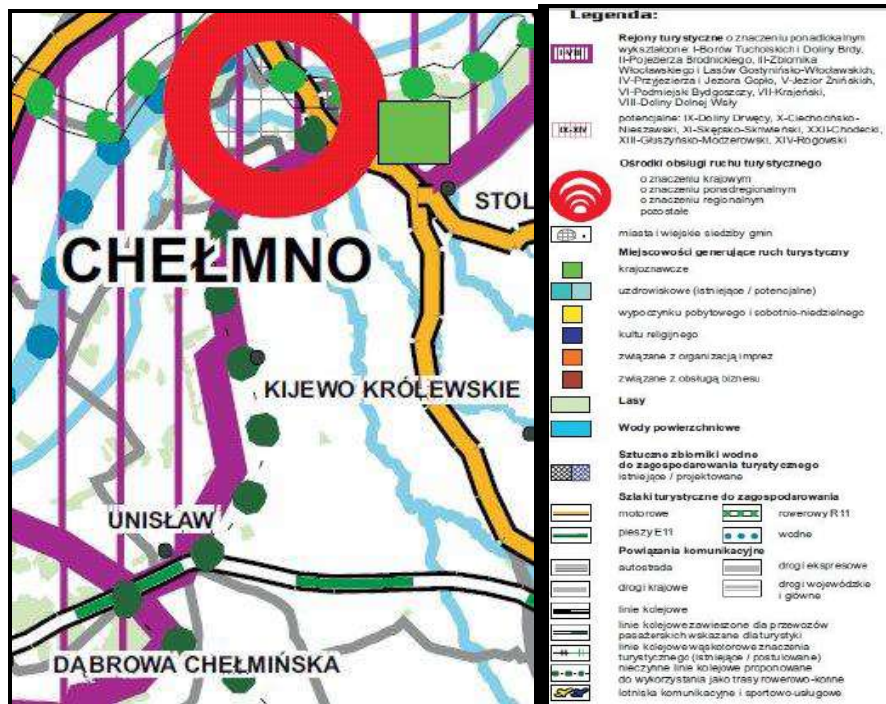 CHEŁMNO
STOL
KIJEWO KRÓLEWSKIE
UNISŁAW
DĄBROWA CHEŁMIŃSKA
Legenda:
Rejony turystyczne o znaczeniu ponadlokalnym
wykształcone: I-Borów Tucholskich i Doliny Brdy,
II-Pojezierza Brodnickiego, III-Zbiornika
Włocławskiego i Lasów Gostynińsko-Włocławskich,
IV-Przyjezierza i Jeziora Gopło, V-Jezior Żnińskich,
VI-Podmiejski Bydgoszczy, VII-Krajeński,
VIII-Doliny Dolnej Wisły
IX-XIV
potencjalne: IX-Doliny Drwęcy, X-Ciechocińsko-
Nieszawski, XI-Skępsko-Skrwieński, XXII-Chodecki,
XIII-Głuszyńsko-Modzerowski, XIV-Rogowski
Ośrodki obsługi ruchu turystycznego
o znaczeniu krajowym
o znaczeniu ponadregionalnym
o znaczeniu regionalnym
pozostałe
miasta i wiejskie siedziby gmin
Miejscowości generujące ruch turystyczny
krajoznawcze
uzdrowiskowe (istniejące / potencjalne)
wypoczynku pobytowego i sobotnio-niedzielnego
kultu religijnego
związane z organizacją imprez
związane z obsługą biznesu
Lasy
Wody powierzchniowe
Sztuczne zbiorniki wodne
do zagospodarowania turystycznego
istniejące / projektowane
Szlaki turystyczne do zagospodarowania
motorowe
rowerowy R11
pieszy E11
wodne
Powiązania komunikacyjne
autostrada
drogi ekspresowe
drogi krajowe
drogi wojewódzkie
i główne
linie kolejowe
linie kolejowe zawieszone dla przewozów
pasażerskich wskazane dla turystyki
linie kolejowe wąskotorowe znaczenia
turystycznego (istniejące / postulowane)
nieczynne linie kolejowe proponowane
do wykorzystania jako trasy rowerowo-konne
lotniska komunikacyjne i sportowo-usługowe